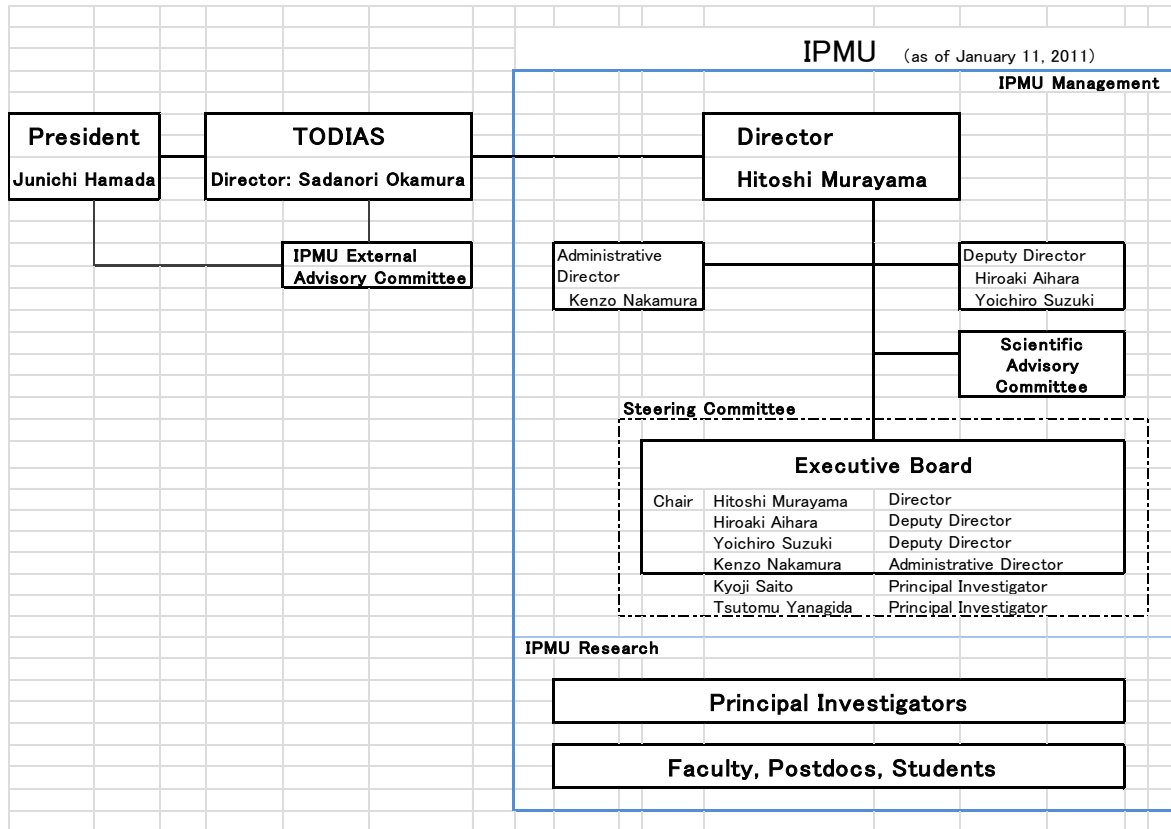 IPMU (as of January 11, 2011)
IPMU Management
President
Junichi Hamada
TODIAS
Director: Sadanori Okamura
Director
Hitoshi Murayama
IPMU External
Advisory Committee
Administrative
Director
Kenzo Nakamura
Deputy Director
Hiroaki Aihara
Yoichiro Suzuki
Scientific
Advisory
Committee
Steering Committee
Executive Board
Chair Hitoshi Murayama Director
Hiroaki Aihara Deputy Director
Yoichiro Suzuki Deputy Director
Kenzo Nakamura Administrative Director
Kyoji Saito Principal Investigator
Tsutomu Yanagida Principal Investigator
IPMU Research
Principal Investigators
Faculty, Postdocs, Students